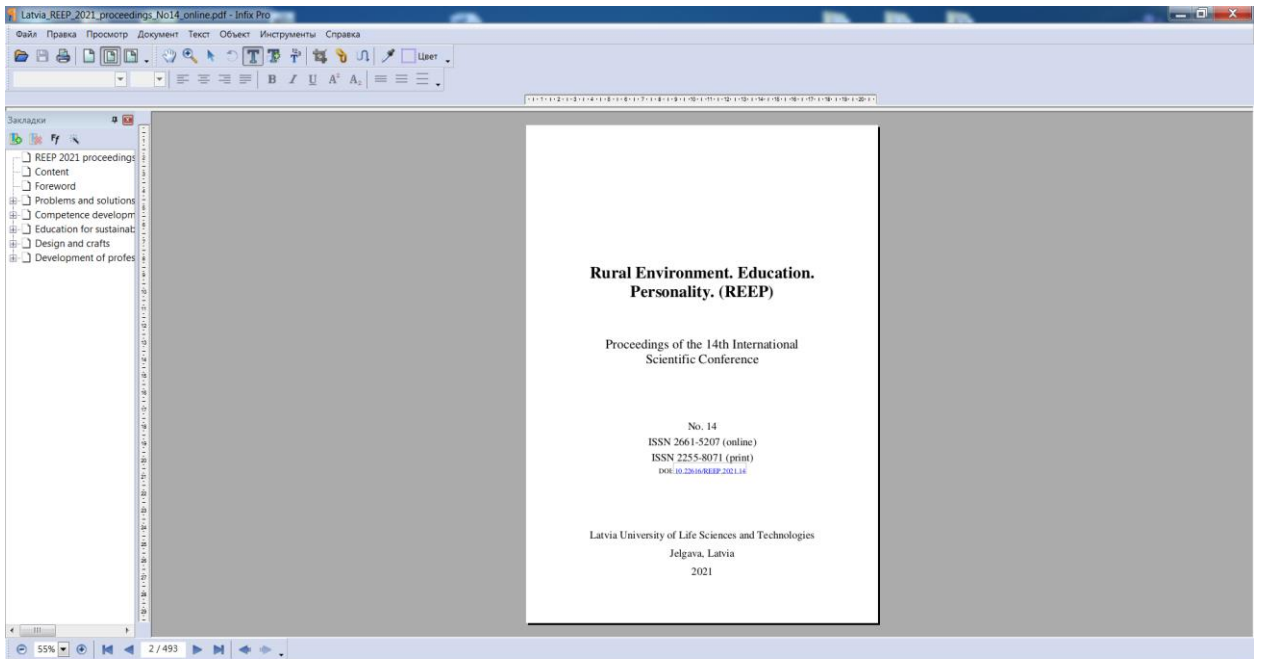 Latvia_REEP_2021_proceedings_No14_online.pdf - Infix Pro
Файл Правка Просмотр Документ Текст Объект Инструменты Справка
Цвет
Закладки
REEP 2021 proceedings
Content
Foreword
Problems and solutions
Competence developm
Education for sustainab
Design and crafts
Development of profes
Rural Environment. Education.
Personality. (REEP)
Proceedings of the 14th International
Scientific Conference
No. 14
ISSN 2661-5207 (online)
ISSN 2255-8071 (print)
DOI: 10.22616/REEP.2021.14
Latvia University of Life Sciences and Technologies
Jelgava, Latvia
2021
55% 2 / 493